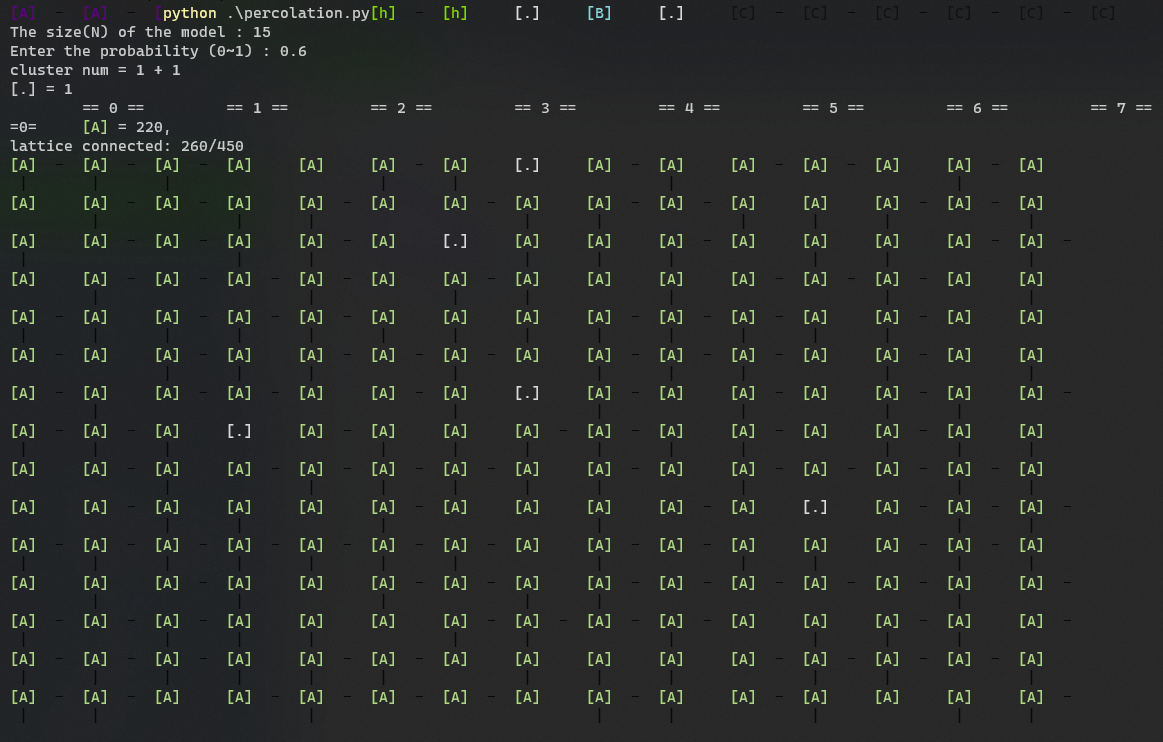 [A] - [A] - [python .\percolation.py[h] - [h] [.] [B] [.] [C] - [C] - [C] - [C] - [C] - [C]
The size(N) of the model : 15
Enter the probability (0~1) : 0.6
cluster num = 1 + 1
[.] = 1
== 0 == == 1 == == 2 == == 3 == == 4 == == 5 == == 6 == == 7 ==
=0= [A] = 220,
lattice connected: 260/450
[A] [A] [A] [A] [A] [A] [A] [.] [A] [A] [A] [A] [A] [A] [A]
[A] [A] [A] [A] [A] [A] [A] [A] [A] [A] [A] [A] [A] [A] [A]
[A] [A] [A] [A] [A] [A] [.] [A] [A] [A] [A] [A] [A] [A] [A]
[A] [A] [A] [A] [A] [A] [A] [A] [A] [A] [A] [A] [A] [A] [A]
[A] [A] [A] [A] [A] [A] [A] [A] [A] [A] [A] [A] [A] [A] [A]
[A] [A] [A] [A] [A] [A] [A] [A] [A] [A] [A] [A] [A] [A] [A]
[A] [A] [A] [A] [A] [A] [A] [.] [A] [A] [A] [A] [A] [A] [A]
[A] [A] [A] [.] [A] [A] [A] [A] [A] [A] [A] [A] [A] [A] [A]
[A] [A] [A] [A] [A] [A] [A] [A] [A] [A] [A] [A] [A] [A] [A]
[A] [A] [A] [A] [A] [A] [A] [A] [A] [A] [A] [.] [A] [A] [A]
[A] [A] [A] [A] [A] [A] [A] [A] [A] [A] [A] [A] [A] [A] [A]
[A] [A] [A] [A] [A] [A] [A] [A] [A] [A] [A] [A] [A] [A] [A]
[A] [A] [A] [A] [A] [A] [A] [A] [A] [A] [A] [A] [A] [A] [A]
[A] [A] [A] [A] [A] [A] [A] [A] [A] [A] [A] [A] [A] [A] [A]
[A] [A] [A] [A] [A] [A] [A] [A] [A] [A] [A] [A] [A] [A] [A]